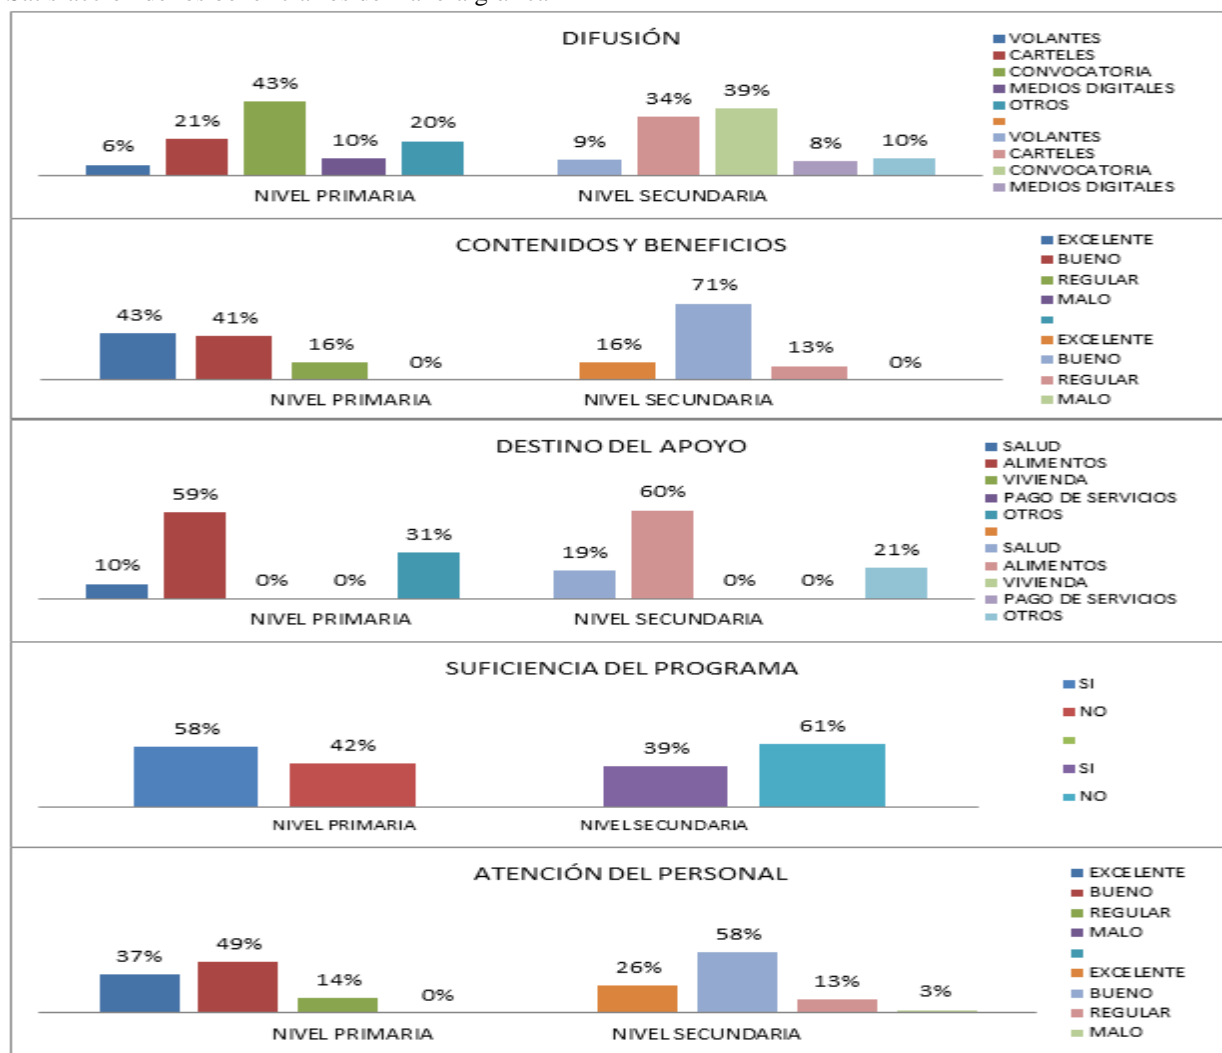 DIFUSIÓN
6%
21%
43%
10%
20%
9%
34%
39%
8%
10%
NIVEL PRIMARIA
NIVEL SECUNDARIA
VOLANTES
CARTELES
CONVOCATORIA
MEDIOS DIGITALES
OTROS
VOLANTES
CARTELES
CONVOCATORIA
MEDIOS DIGITALES
CONTENIDOS Y BENEFICIOS
43%
41%
16%
0%
16%
71%
13%
0%
NIVEL PRIMARIA
NIVEL SECUNDARIA
EXCELENTE
BUENO
REGULAR
MALO
EXCELENTE
BUENO
REGULAR
MALO
DESTINO DEL APOYO
10%
59%
0%
0%
31%
19%
60%
0%
0%
21%
NIVEL PRIMARIA
NIVEL SECUNDARIA
SALUD
ALIMENTOS
VIVIENDA
PAGO DE SERVICIOS
OTROS
SALUD
ALIMENTOS
VIVIENDA
PAGO DE SERVICIOS
OTROS
SUFICIENCIA DEL PROGRAMA
58%
42%
39%
61%
NIVEL PRIMARIA
NIVEL SECUNDARIA
SI
NO
SI
NO
ATENCIÓN DEL PERSONAL
37%
49%
14%
0%
26%
58%
13%
3%
NIVEL PRIMARIA
NIVEL SECUNDARIA
EXCELENTE
BUENO
REGULAR
MALO
EXCELENTE
BUENO
REGULAR
MALO